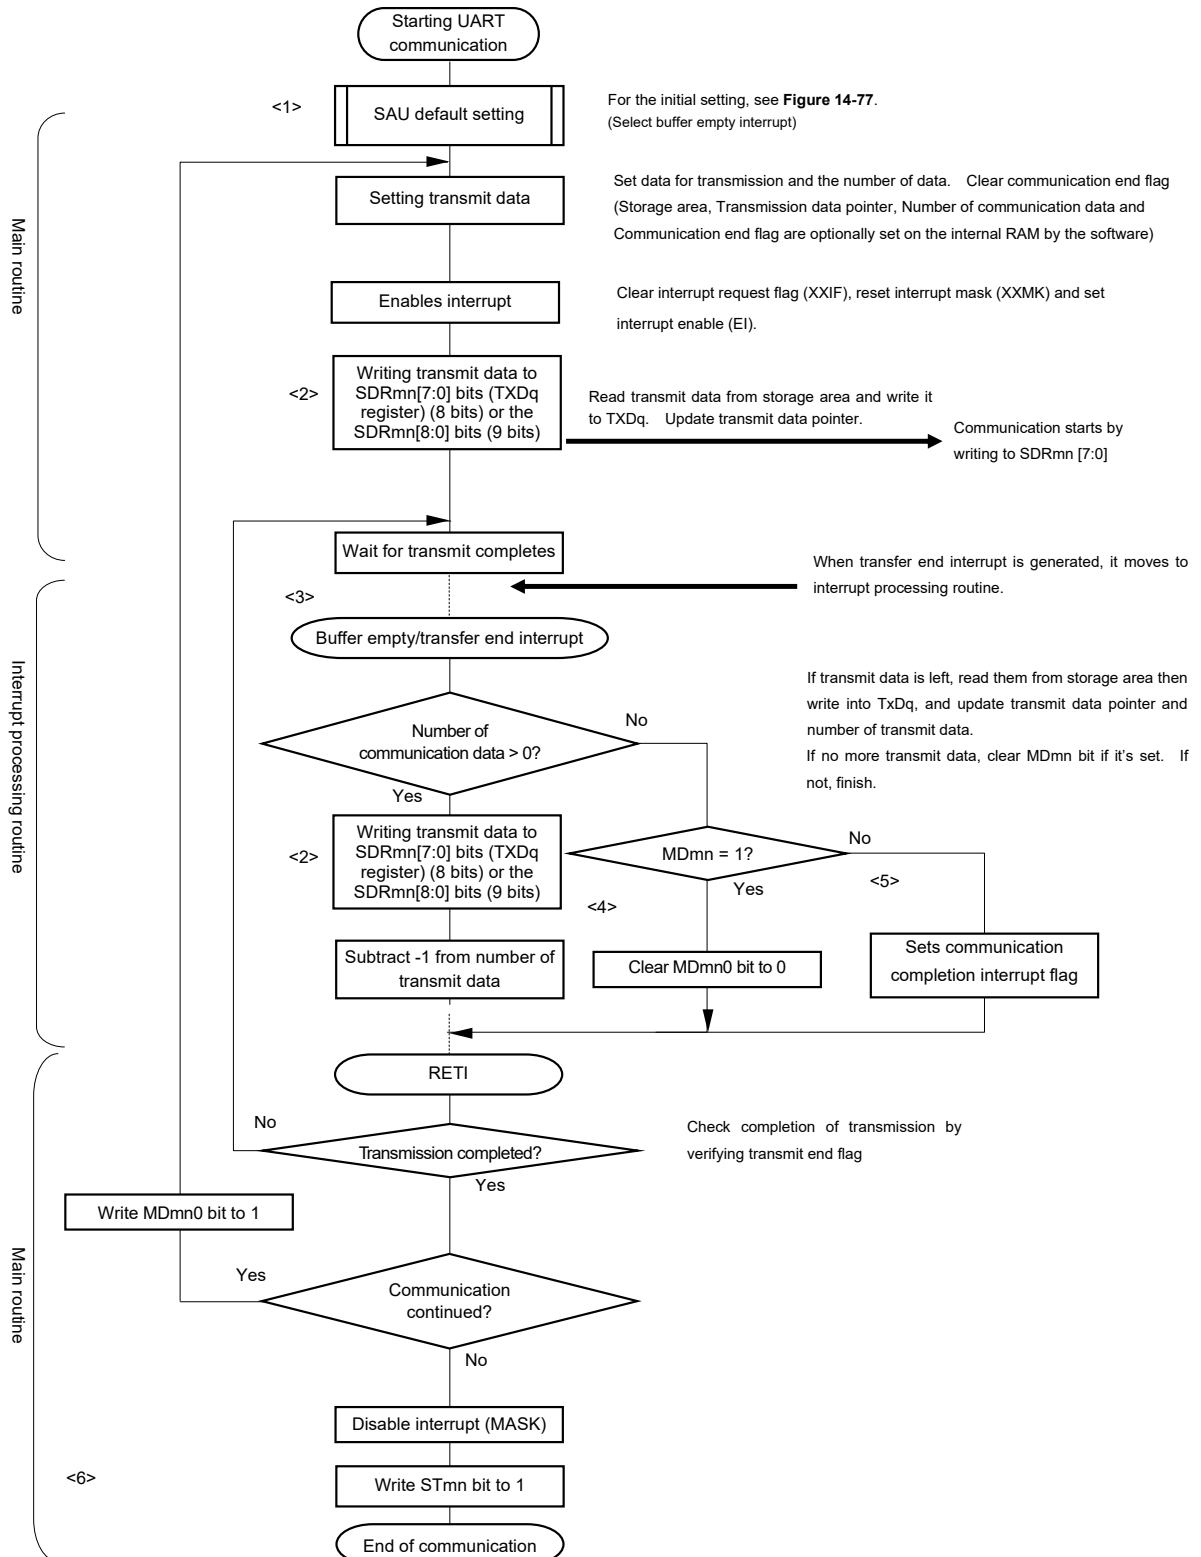 Starting UART
communication
<1>
SAU default setting
For the initial setting, see Figure 14-77.
(Select buffer empty interrupt)
Main routine
Setting transmit data
Set data for transmission and the number of data. Clear communication end flag
(Storage area, Transmission data pointer, Number of communication data and
Communication end flag are optionally set on the internal RAM by the software)
Enables interrupt
Clear interrupt request flag (XXIF), reset interrupt mask (XXMK) and set
interrupt enable (EI).
<2>
Writing transmit data to
SDRmn[7:0] bits (TXDq
register) (8 bits) or the
SDRmn[8:0] bits (9 bits)
Read transmit data from storage area and write it
to TXDq. Update transmit data pointer.
Communication starts by
writing to SDRmn [7:0]
Wait for transmit completes
When transfer end interrupt is generated, it moves to
interrupt processing routine.
<3>
Buffer empty/transfer end interrupt
Interrupt processing routine
If transmit data is left, read them from storage area then
write into TxDq, and update transmit data pointer and
number of transmit data.
If no more transmit data, clear MDmn bit if it's set. If
not, finish.
Number of
communication data > 0?
No
Yes
<2>
Writing transmit data to
SDRmn[7:0] bits (TXDq
register) (8 bits) or the
SDRmn[8:0] bits (9 bits)
MDmn = 1?
No
Yes
<4>
<5>
Subtract -1 from number of
transmit data
Clear MDmn0 bit to 0
Sets communication
completion interrupt flag
RETI
No
Transmission completed?
Yes
Check completion of transmission by
verifying transmit end flag
Write MDmn0 bit to 1
Main routine
Yes
Communication
continued?
No
Disable interrupt (MASK)
<6>
Write STmn bit to 1
End of communication